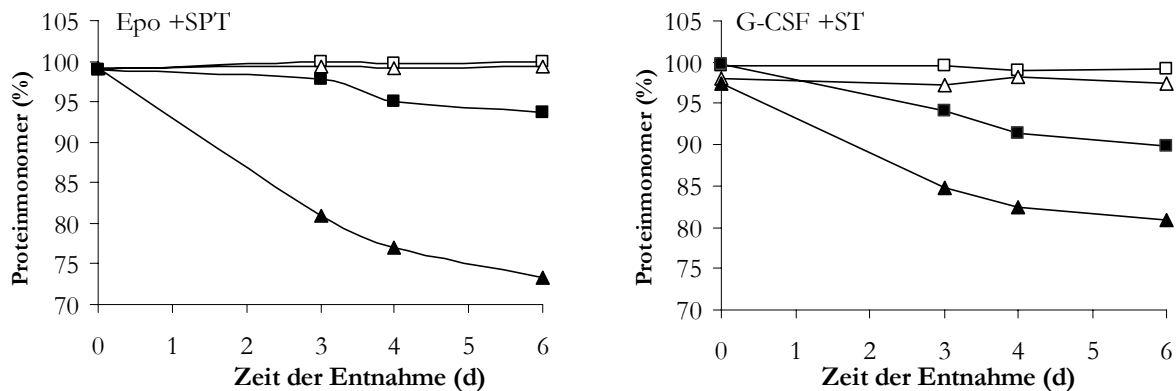 Epo +SPT
Proteinmonomer (%)
105
100
95
90
85
80
75
70
0 1 2 3 4 5 6
Zeit der Entnahme (d)
G-CSF +ST
Proteinmonomer (%)
105
100
95
90
85
80
75
70
0 1 2 3 4 5 6
Zeit der Entnahme (d)